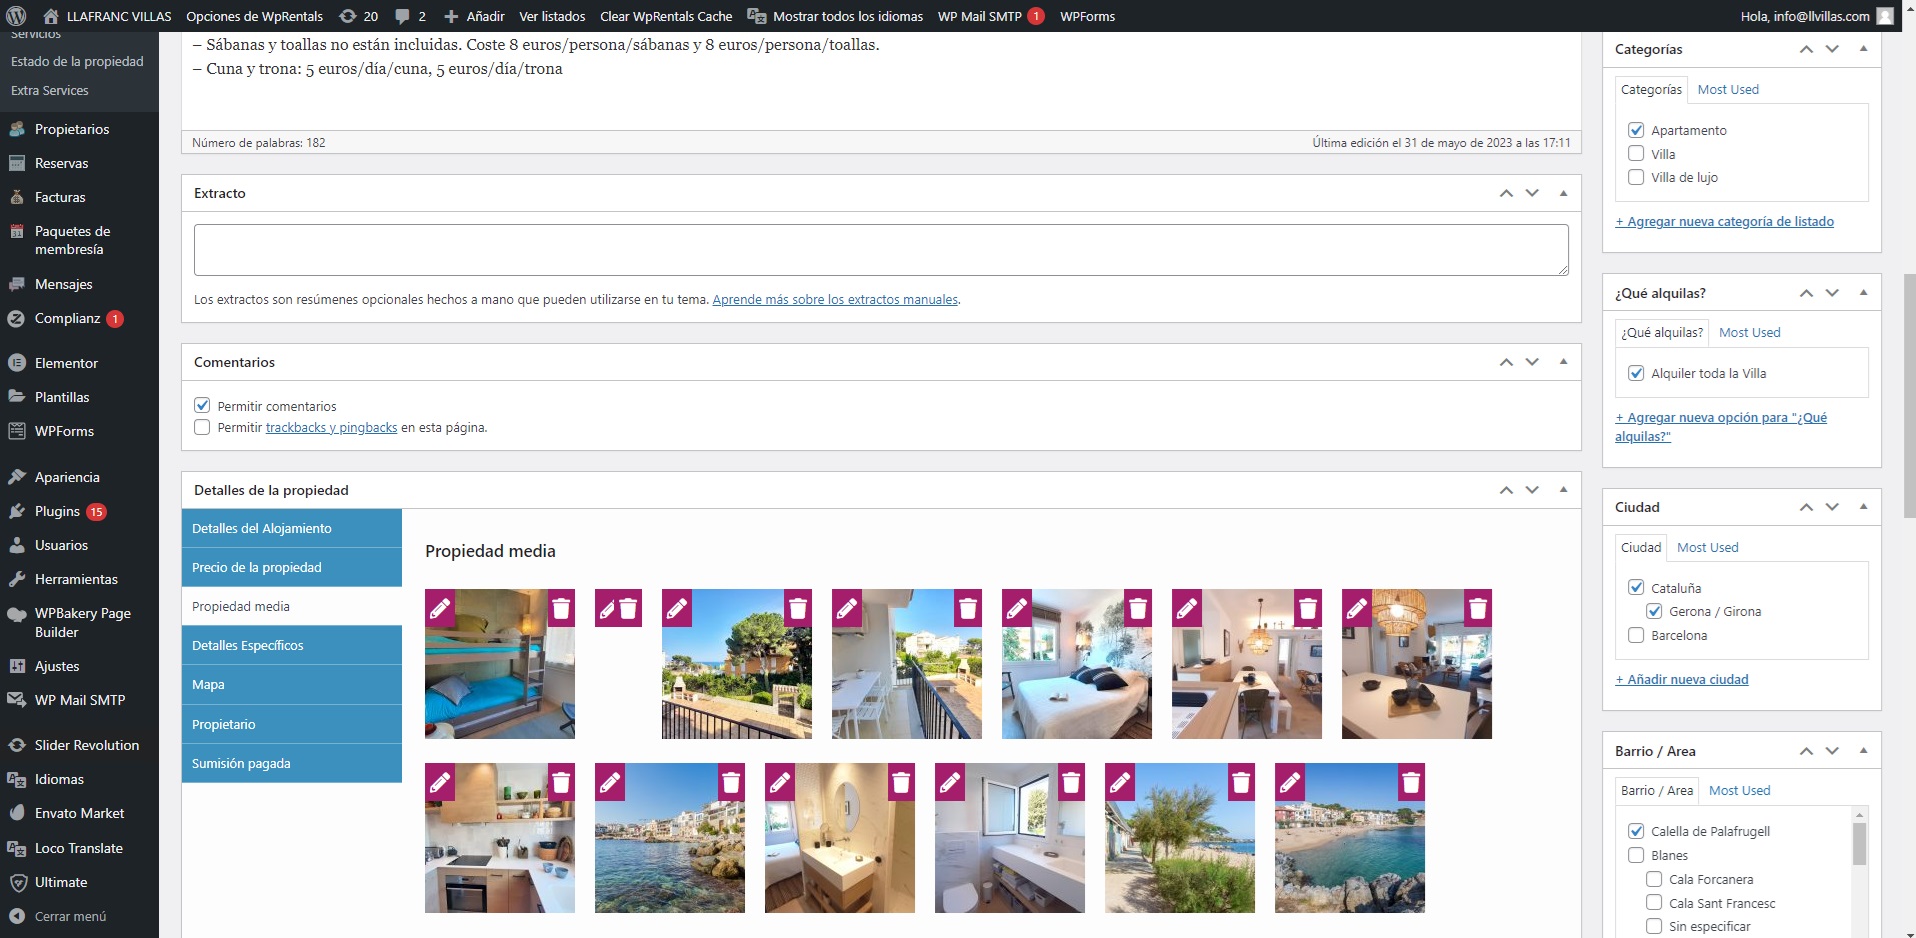 LLAFRANC VILLAS Opciones de WpRentals 20 2 Añadir Ver listados Clear WpRentals Cache Mostrar todos los idiomas WP Mail SMTP 1 WPForms Hola, info@llvillas.com
Servicios
Estado de la propiedad
Extra Services
Propietarios
Reservas
Facturas
Paquetes de
membresía
Mensajes
Complianz 1
Elementor
Plantillas
WPForms
Apariencia
Plugins 15
Usuarios
Herramientas
WPBakery Page
Builder
Ajustes
WP Mail SMTP
Slider Revolution
Idiomas
Envato Market
Loco Translate
Ultimate
Cerrar menú
– Sábanas y toallas no están incluidas. Coste 8 euros/persona/sábanas y 8 euros/persona/toallas.
– Cuna y trona: 5 euros/día/cuna, 5 euros/día/trona
Número de palabras: 182 Última edición el 31 de mayo de 2023 a las 17:11
Extracto
Los extractos son resúmenes opcionales hechos a mano que pueden utilizarse en tu tema. Aprende más sobre los extractos manuales.
Comentarios
Permitir comentarios
Permitir trackbacks y pingbacks en esta página.
Detalles de la propiedad
Detalles del Alojamiento
Precio de la propiedad
Propiedad media
Detalles Específicos
Mapa
Propietario
Sumisión pagada
Propiedad media
Categorías
Categorías Most Used
Apartamento
Villa
Villa de lujo
+ Agregar nueva categoría de listado
¿Qué alquilas?
¿Qué alquilas? Most Used
Alquiler toda la Villa
+ Agregar nueva opción para "¿Qué
alquilas?"
Ciudad
Ciudad Most Used
Cataluña
Gerona / Girona
Barcelona
+ Añadir nueva ciudad
Barrio / Area
Barrio / Area Most Used
Calella de Palafrugell
Blanes
Cala Forcanera
Cala Sant Francesc
Sin especificar